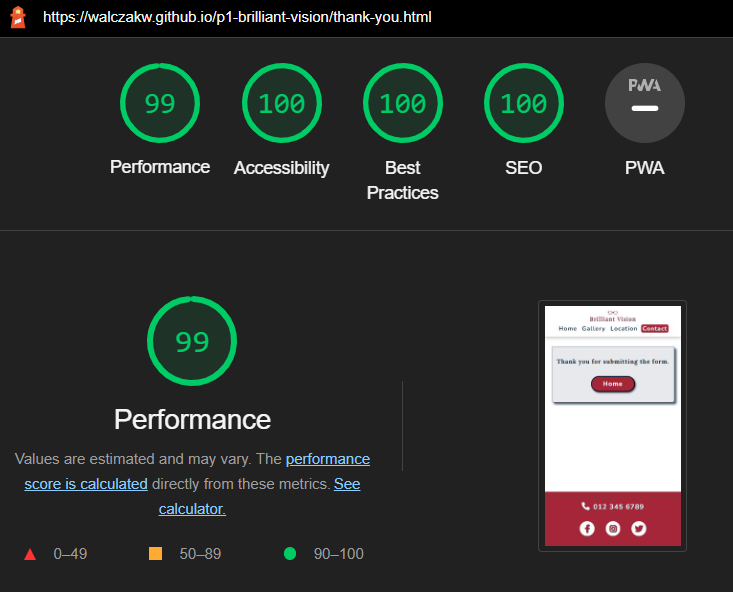 https://walczakw.github.io/p1-brilliant-vision/thank-you.html
99
100
100
100
PWA
Performance
Accessibility
Best
Practices
SEO
PWA
99
Performance
Values are estimated and may vary. The performance
score is calculated directly from these metrics. See
calculator.
0–49
50–89
90–100
Brilliant Vision
Home Gallery Location Contact
Thank you for submitting the form.
Home
012 345 6789